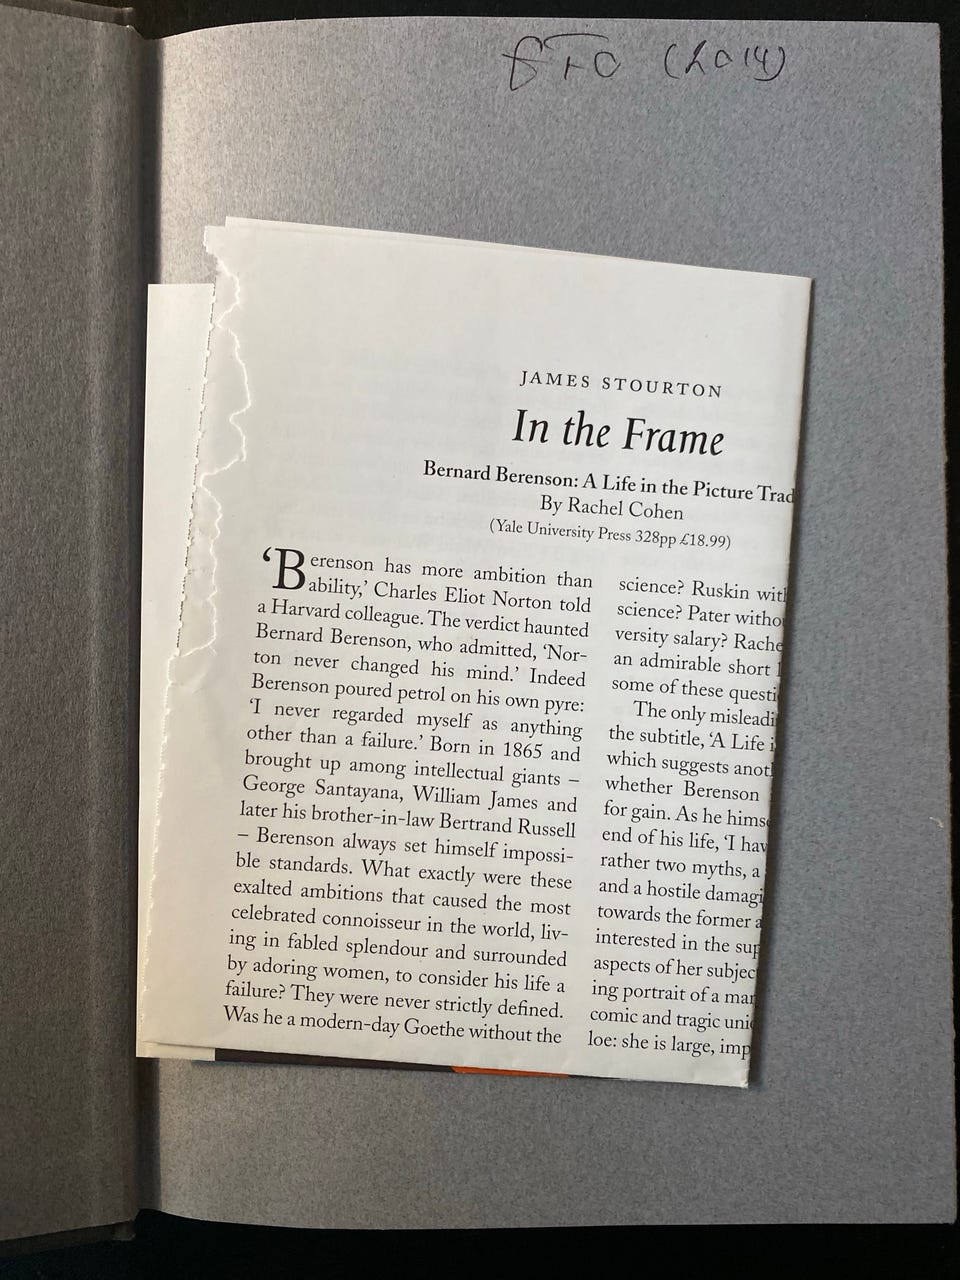 (2014)
JAMES STOURTON
In the Frame
Bernard Berenson: A Life in the Picture Trad
By Rachel Cohen
(Yale University Press 328pp £18.99)
‘Berenson has more ambition than
ability,’ Charles Eliot Norton told
a Harvard colleague. The verdict haunted
Bernard Berenson, who admitted, ‘Nor-
ton never changed his mind.’ Indeed
Berenson poured petrol on his own pyre:
‘I never regarded myself as anything
other than a failure.’ Born in 1865 and
brought up among intellectual giants –
George Santayana, William James and
later his brother-in-law Bertrand Russell
– Berenson always set himself impossi-
ble standards. What exactly were these
exalted ambitions that caused the most
celebrated connoisseur in the world, liv-
ing in fabled splendour and surrounded
by adoring women, to consider his life a
failure? They were never strictly defined.
Was he a modern-day Goethe without the
science? Ruskin with
science? Pater witho
versity salary? Rache
an admirable short l
some of these questi
The only misleadi
the subtitle, ‘A Life i
which suggests anot
whether Berenson
for gain. As he himse
end of his life, ‘I hav
rather two myths, a
and a hostile damagi
towards the former a
interested in the sup
aspects of her subjec
ing portrait of a man
comic and tragic uni
loe: she is large, imp